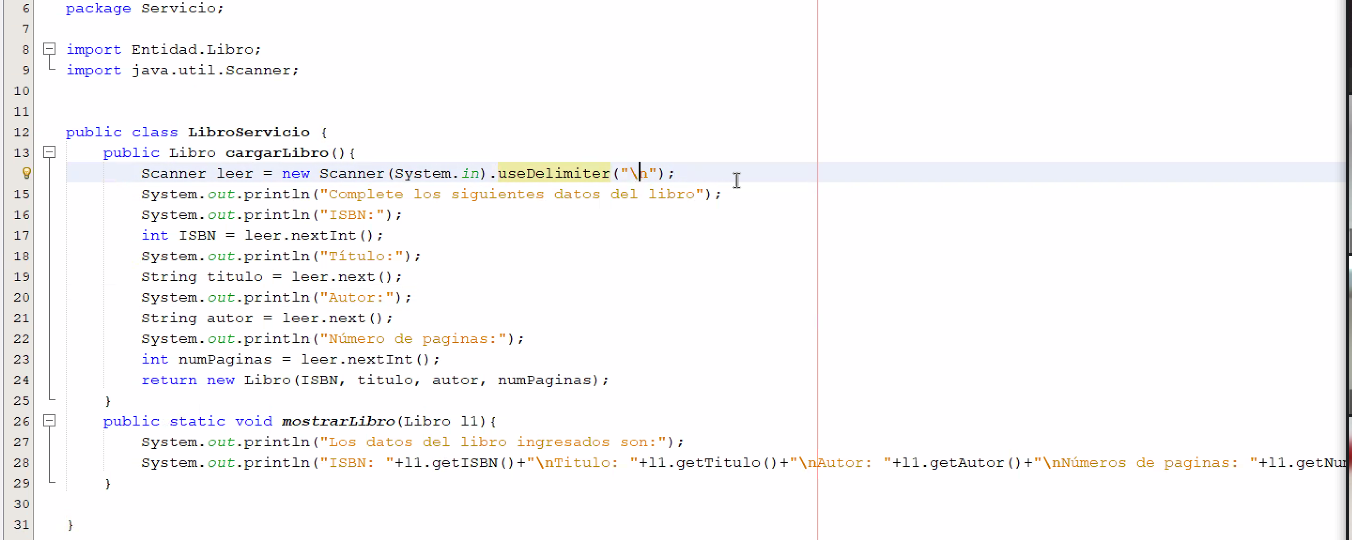 6 package Servicio;
7
8 import Entidad.Libro;
9 import java.util.Scanner;
10
11
12 public class LibroServicio {
13 public Libro cargarLibro(){
Scanner leer = new Scanner(System.in).useDelimiter("\n");
15 System.out.println("Complete los siguientes datos del libro");
16 System.out.println("ISBN:");
17 int ISBN = leer.nextInt();
18 System.out.println("Título:");
19 String titulo = leer.next();
20 System.out.println("Autor:");
21 String autor = leer.next();
22 System.out.println("Número de paginas:");
23 int numPaginas = leer.nextInt();
24 return new Libro(ISBN, titulo, autor, numPaginas);
25 }
26 public static void mostrarLibro(Libro l1){
27 System.out.println("Los datos del libro ingresados son:");
28 System.out.println("ISBN: "+l1.getISBN()+"\nTitulo: "+l1.getTitulo()+"\nAutor: "+l1.getAutor()+"\nNúmeros de paginas: "+l1.getNu
29 }
30
31 }